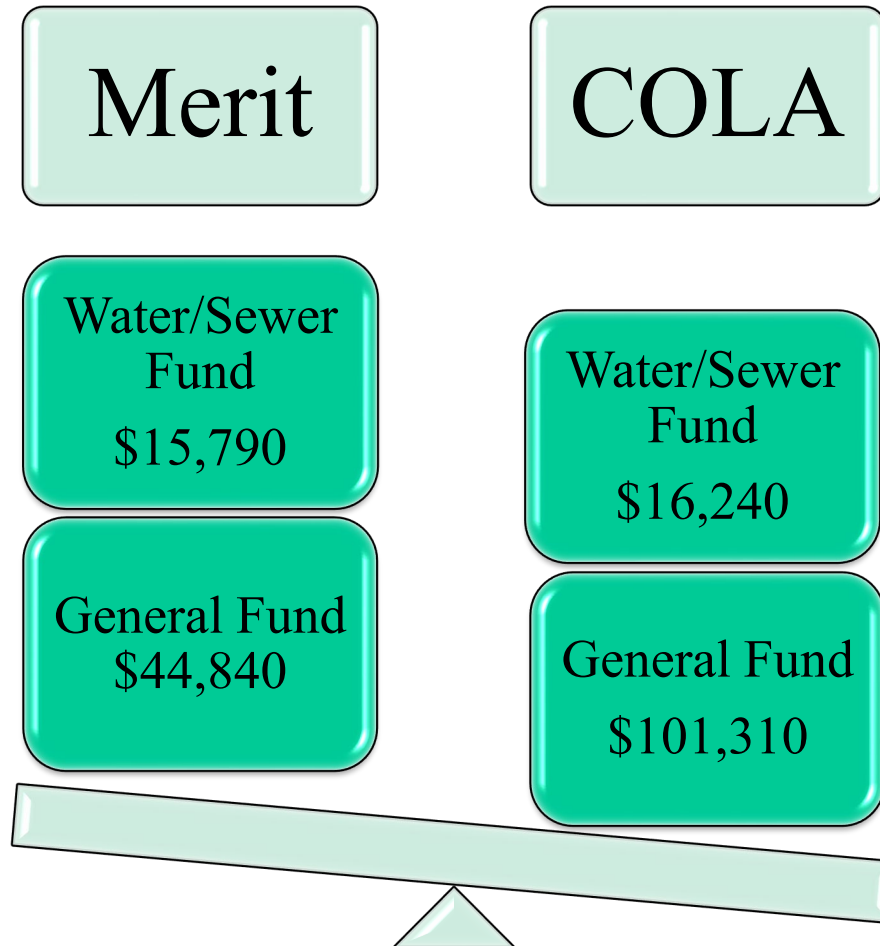 Merit
Water/Sewer
Fund
$15,790
General Fund
$44,840
COLA
Water/Sewer
Fund
$16,240
General Fund
$101,310